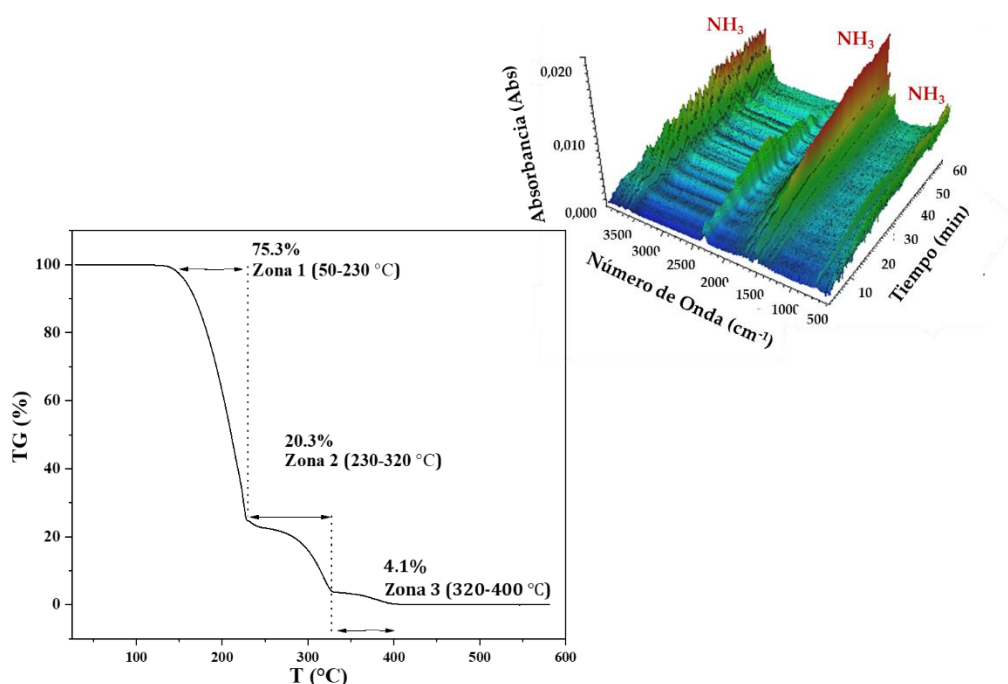 NH₃
NH₃
NH₃
0,020
0,010
0,000
Absorbancia (Abs)
3500
3000
2500
2000
1500
1000
500
Número de Onda (cm⁻¹)
10
20
30
40
50
60
Tiempo (min)
75.3%
Zona 1 (50-230 °C)
20.3%
Zona 2 (230-320 °C)
4.1%
Zona 3 (320-400 °C)
100
80
60
40
20
0
TG (%)
100
200
300
400
500
600
T (°C)